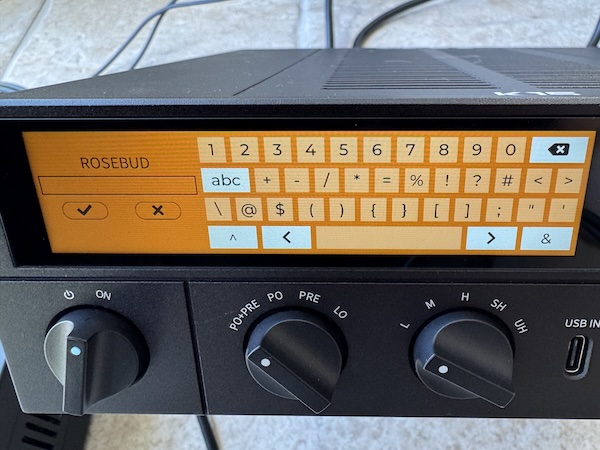 K15
ROSEBUD
1 2 3 4 5 6 7 8 9 0
abc + - / * = % ! ? # < >
\ @ $ ( ) { } [ ] ; " '
^ < > &
ON
PO+PRE PO PRE LO
L M H SH UH
USB IN